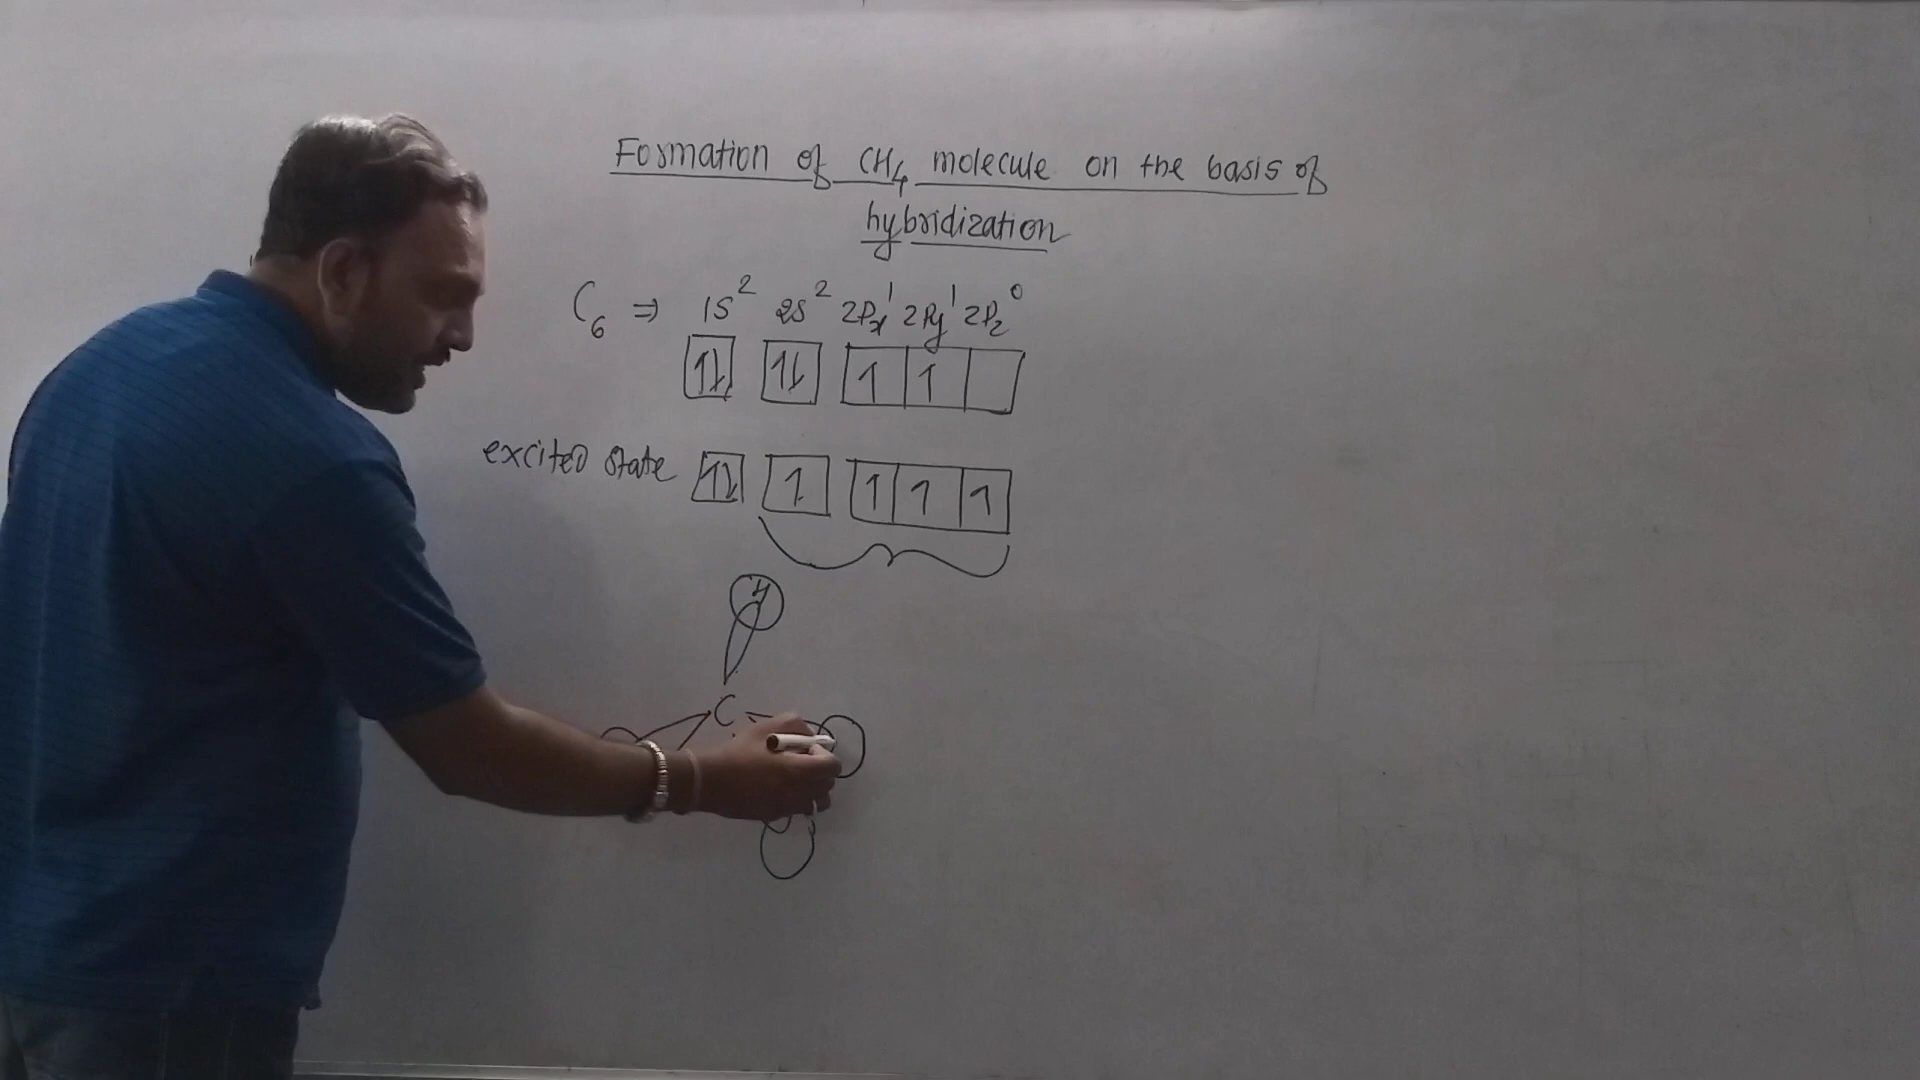 Formation of CH₄ molecule on the basis of
hybridization
C₆ ⇒ 1S² 2S² 2Px¹ 2Py¹ 2Pz⁰
⥮ ⥮ ↿ ↿
excited state ⥮ ↿ ↿ ↿ ↿
H
C